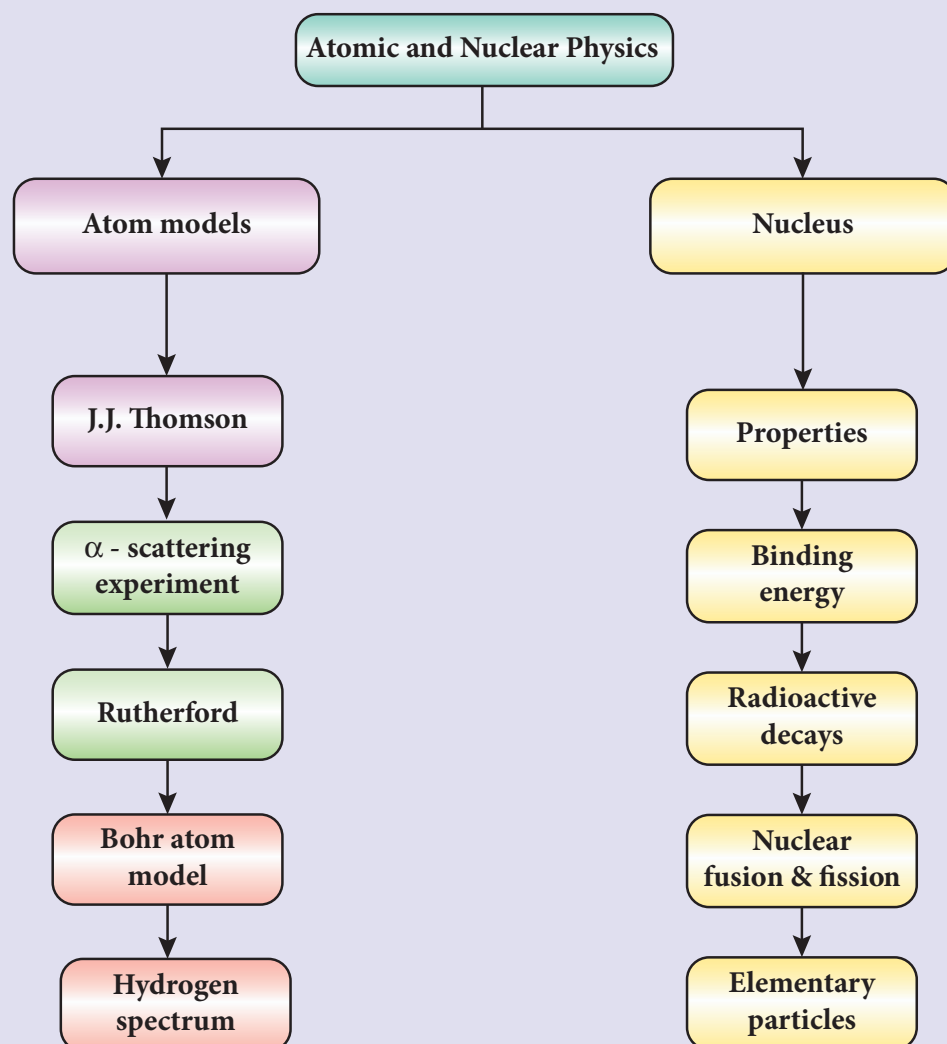 Atomic and Nuclear Physics
Atom models
J.J. Thomson
α - scattering
experiment
Rutherford
Bohr atom
model
Hydrogen
spectrum
Nucleus
Properties
Binding
energy
Radioactive
decays
Nuclear
fusion & fission
Elementary
particles